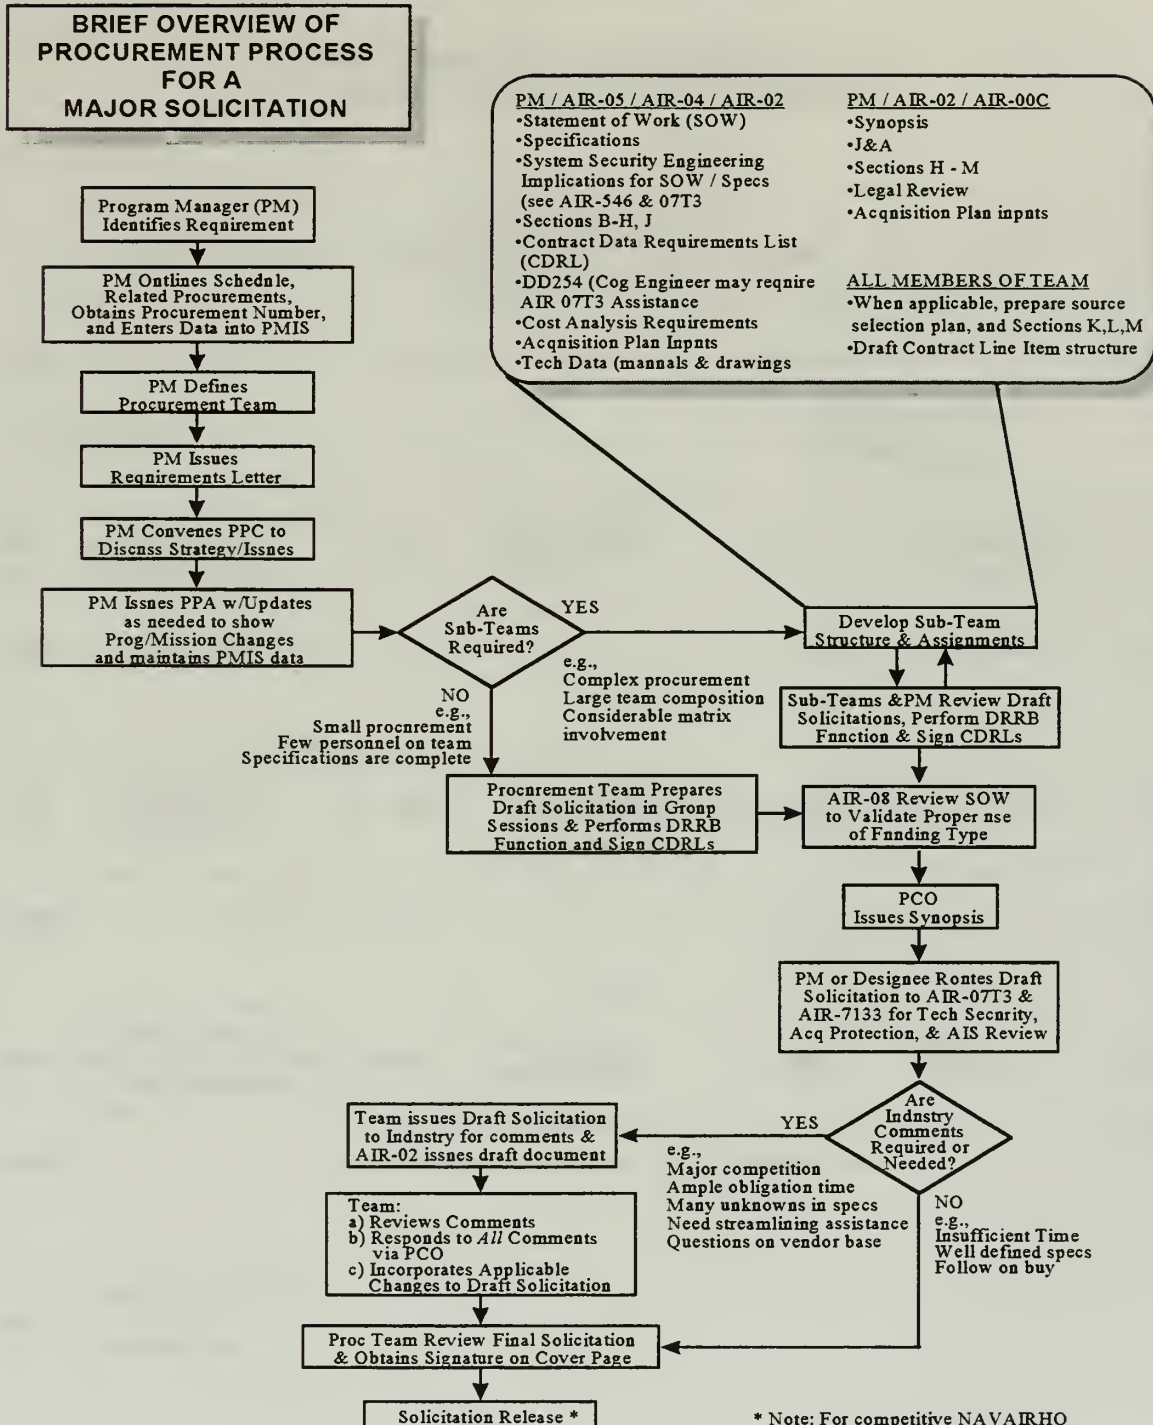 BRIEF OVERVIEW OF
PROCUREMENT PROCESS
FOR A
MAJOR SOLICITATION
PM / AIR-05 / AIR-04 / AIR-02
•Statement of Work (SOW)
•Specifications
•System Security Engineering
Implications for SOW / Specs
(see AIR-546 & 07T3
•Sections B-H, J
•Contract Data Requirements List
(CDRL)
•DD254 (Cog Engineer may reqnire
AIR 07T3 Assistance
•Cost Analysis Requirements
•Acqnisition Plan Inpnts
•Tech Data (mannals & drawings
PM / AIR-02 / AIR-00C
•Synopsis
•J&A
•Sections H - M
•Legal Review
•Acqnisition Plan inpnts
ALL MEMBERS OF TEAM
•When applicable, prepare source
selection plan, and Sections K,L,M
•Draft Contract Line Item structure
Program Manager (PM)
Identifies Reqnirement
PM Ontlines Schednle,
Related Procurements,
Obtains Procurement Number,
and Enters Data into PMIS
PM Defines
Procurement Team
PM Issues
Reqnirements Letter
PM Convenes PPC to
Discnss Strategy/Issnes
PM Issnes PPA w/Updates
as needed to show
Prog/Mission Changes
and maintains PMIS data
Are
Snb-Teams
Required?
YES
e.g.,
Complex procurement
Large team composition
Considerable matrix
involvement
NO
e.g.,
Small procnrement
Few personnel on team
Specifications are complete
Develop Sub-Team
Structure & Assignments
Sub-Teams &PM Review Draft
Solicitations, Perform DRRB
Fnnction & Sign CDRLs
Procnrement Team Prepares
Draft Solicitation in Gronp
Sessions & Performs DRRB
Function and Sign CDRLs
AIR-08 Review SOW
to Validate Proper nse
of Fnnding Type
PCO
Issues Synopsis
PM or Designee Rontes Draft
Solicitation to AIR-07T3 &
AIR-7133 for Tech Secnrity,
Acq Protection, & AIS Review
Are
Indnstry
Comments
Required or
Needed?
YES
e.g.,
Major competition
Ample obligation time
Many unknowns in specs
Need streamlining assistance
Questions on vendor base
NO
e.g.,
Insufficient Time
Well defined specs
Follow on buy
Team issues Draft Solicitation
to Indnstry for comments &
AIR-02 issnes draft document
Team:
a) Reviews Comments
b) Responds to All Comments
via PCO
c) Incorporates Applicable
Changes to Draft Solicitation
Proc Team Review Final Solicitation
& Obtains Signature on Cover Page
Solicitation Release *
* Note: For competitive NAVAIRHQ